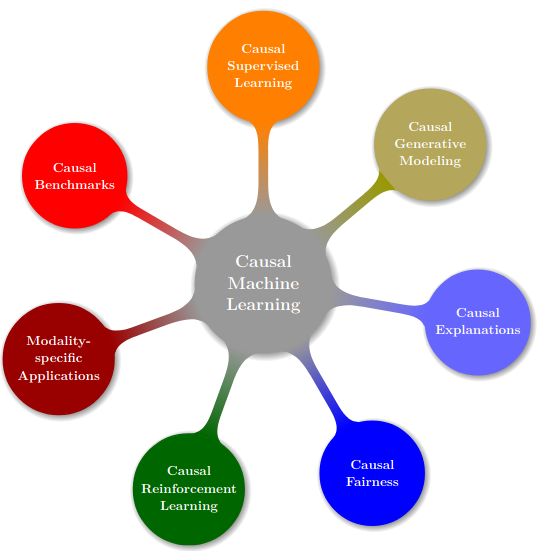 Causal
Supervised
Learning
Causal
Generative
Modeling
Causal
Benchmarks
Causal
Machine
Learning
Causal
Explanations
Modality-
specific
Applications
Causal
Reinforcement
Learning
Causal
Fairness